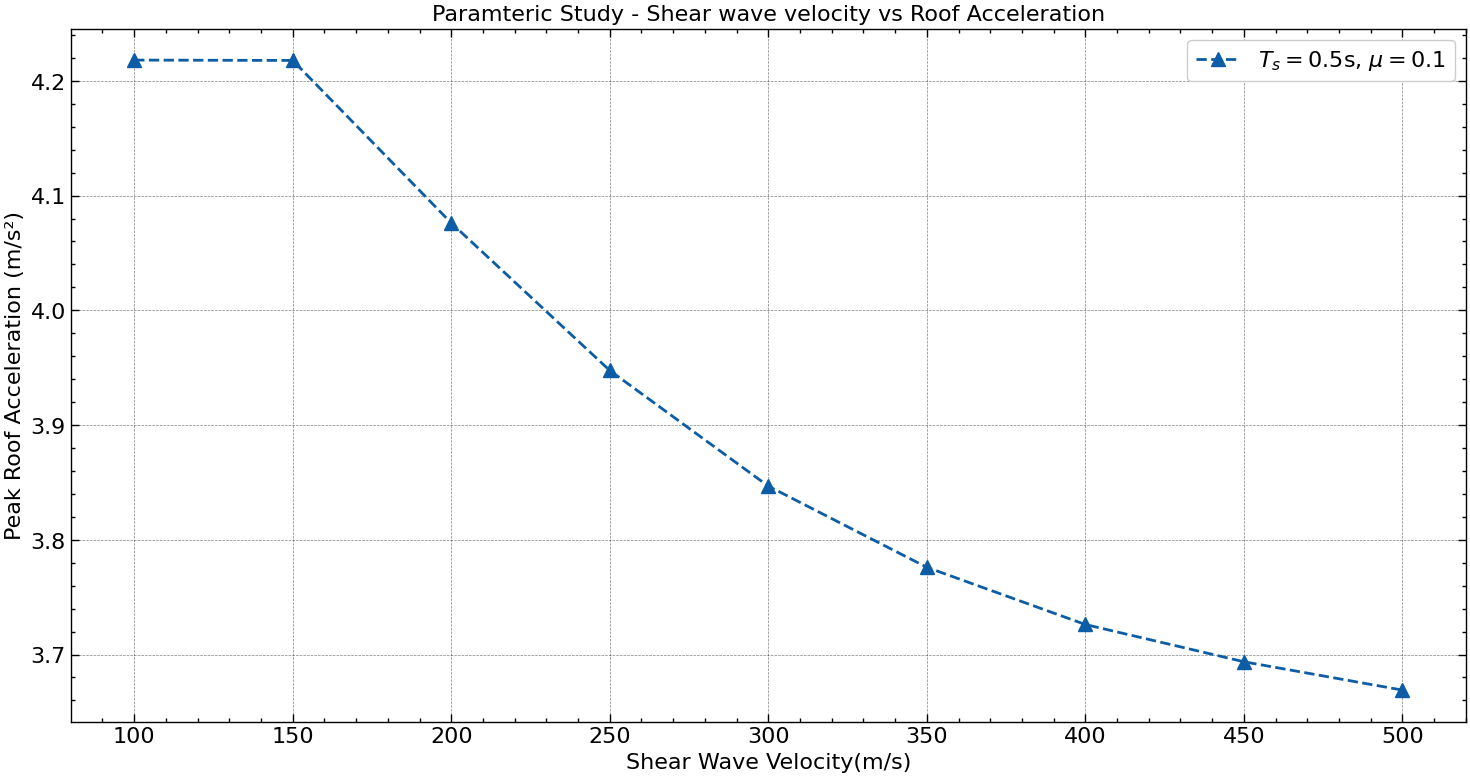 Paramteric Study - Shear wave velocity vs Roof Acceleration
T_s = 0.5s, μ = 0.1
Peak Roof Acceleration (m/s²)
4.2
4.1
4.0
3.9
3.8
3.7
100 150 200 250 300 350 400 450 500
Shear Wave Velocity(m/s)